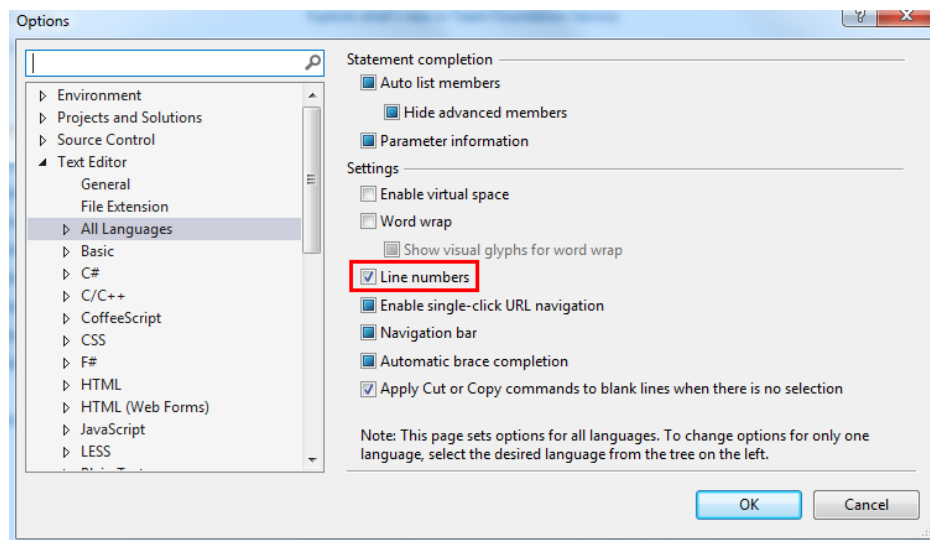 Options
Environment
Projects and Solutions
Source Control
Text Editor
General
File Extension
All Languages
Basic
C#
C/C++
CoffeeScript
CSS
F#
HTML
HTML (Web Forms)
JavaScript
LESS
Statement completion
Auto list members
Hide advanced members
Parameter information
Settings
Enable virtual space
Word wrap
Show visual glyphs for word wrap
Line numbers
Enable single-click URL navigation
Navigation bar
Automatic brace completion
Apply Cut or Copy commands to blank lines when there is no selection
Note: This page sets options for all languages. To change options for only one
language, select the desired language from the tree on the left.
OK
Cancel